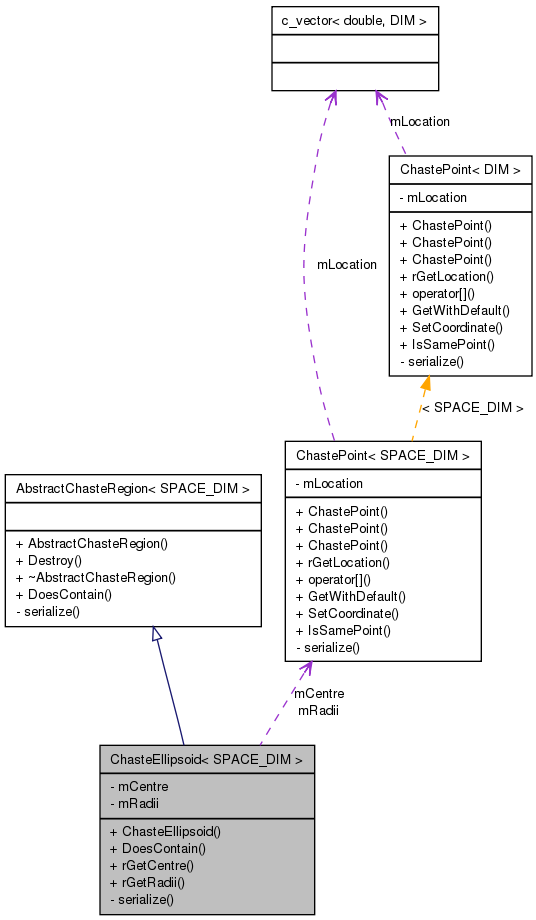 c_vector< double, DIM >
mLocation
ChastePoint< DIM >
- mLocation
+ ChastePoint()
+ ChastePoint()
+ ChastePoint()
+ rGetLocation()
+ operator[]()
+ GetWithDefault()
+ SetCoordinate()
+ IsSamePoint()
- serialize()
mLocation
< SPACE_DIM >
ChastePoint< SPACE_DIM >
- mLocation
+ ChastePoint()
+ ChastePoint()
+ ChastePoint()
+ rGetLocation()
+ operator[]()
+ GetWithDefault()
+ SetCoordinate()
+ IsSamePoint()
- serialize()
AbstractChasteRegion< SPACE_DIM >
+ AbstractChasteRegion()
+ Destroy()
+ ~AbstractChasteRegion()
+ DoesContain()
- serialize()
mCentre
mRadii
ChasteEllipsoid< SPACE_DIM >
- mCentre
- mRadii
+ ChasteEllipsoid()
+ DoesContain()
+ rGetCentre()
+ rGetRadii()
- serialize()